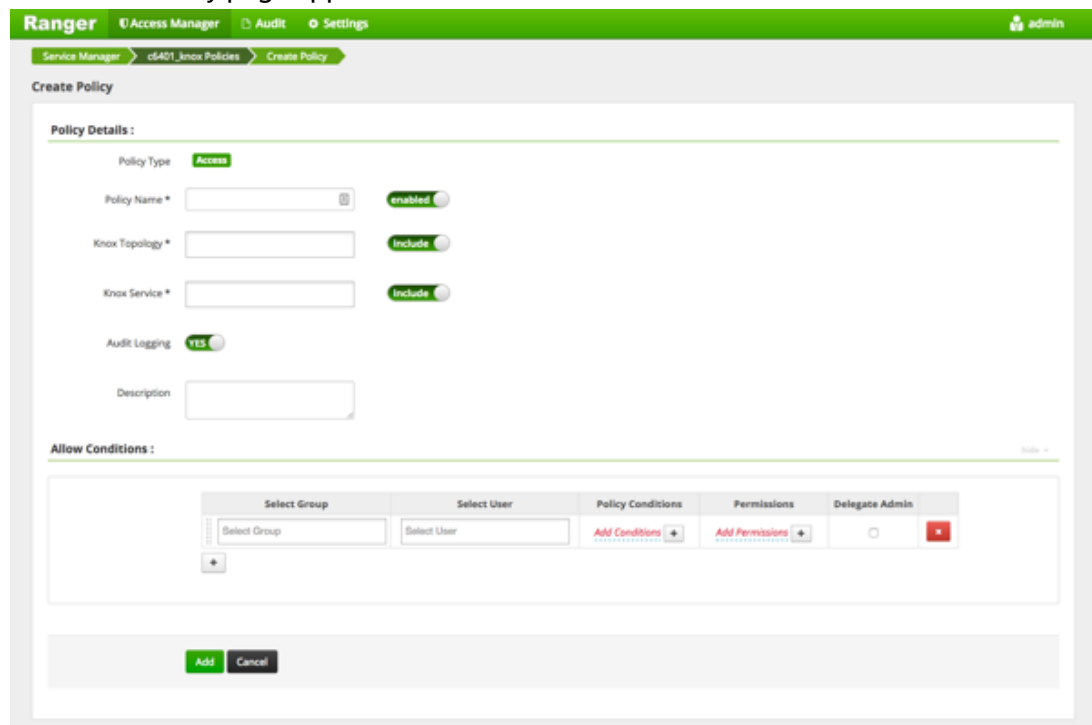 Ranger Access Manager Audit Settings admin
Service Manager c6401_knox Policies Create Policy
Create Policy
Policy Details :
Policy Type Access
Policy Name * enabled
Knox Topology * include
Knox Service * include
Audit Logging YES
Description
Allow Conditions : hide
Select Group Select User Policy Conditions Permissions Delegate Admin
Select Group Select User Add Conditions + Add Permissions + ×
+
Add Cancel